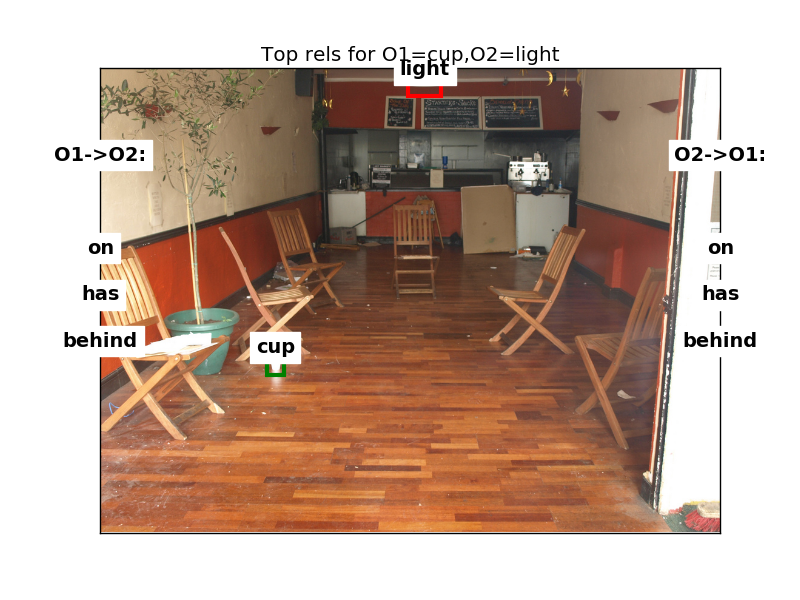 Top rels for O1=cup,O2=light
light
O1->O2:
O2->O1:
on
on
has
has
behind
behind
cup